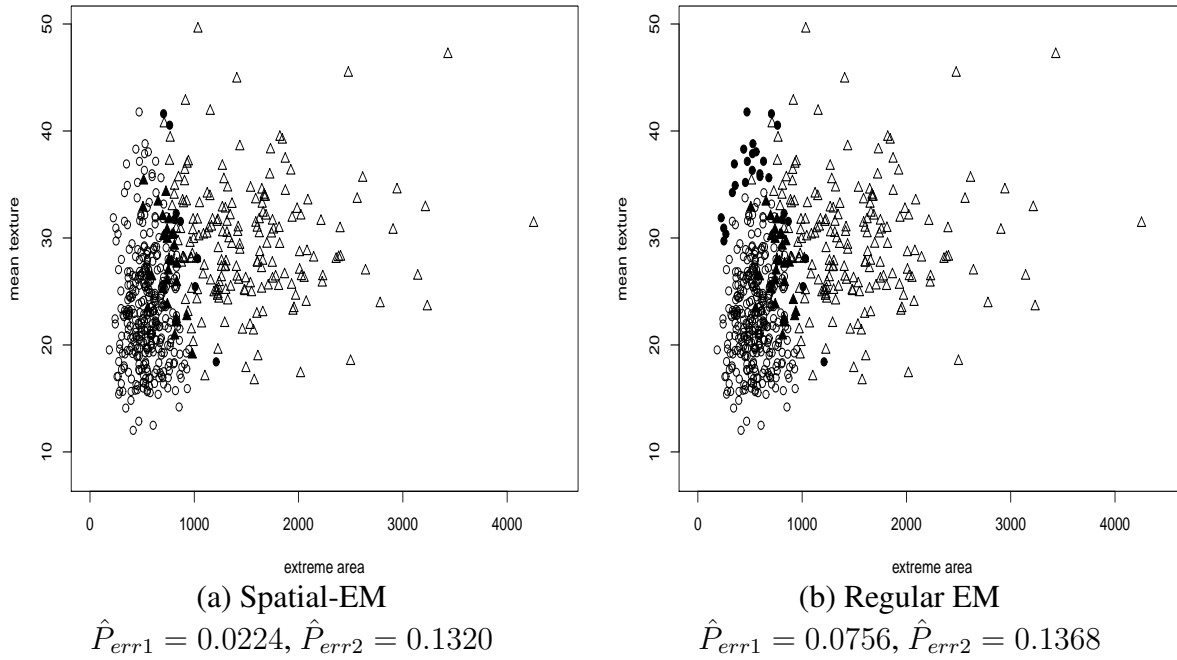 50
40
30
20
10
mean texture
0 1000 2000 3000 4000
extreme area
(a) Spatial-EM
P̂_{err1} = 0.0224, P̂_{err2} = 0.1320
50
40
30
20
10
mean texture
0 1000 2000 3000 4000
extreme area
(b) Regular EM
P̂_{err1} = 0.0756, P̂_{err2} = 0.1368